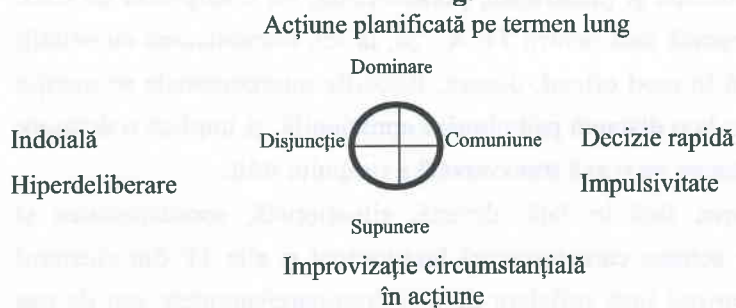 Acțiune planificată pe termen lung
Dominare
Indoială Disjuncție Comuniune Decizie rapidă
Hiperdeliberare Impulsivitate
Supunere
Improvizație circumstanțială
în acțiune